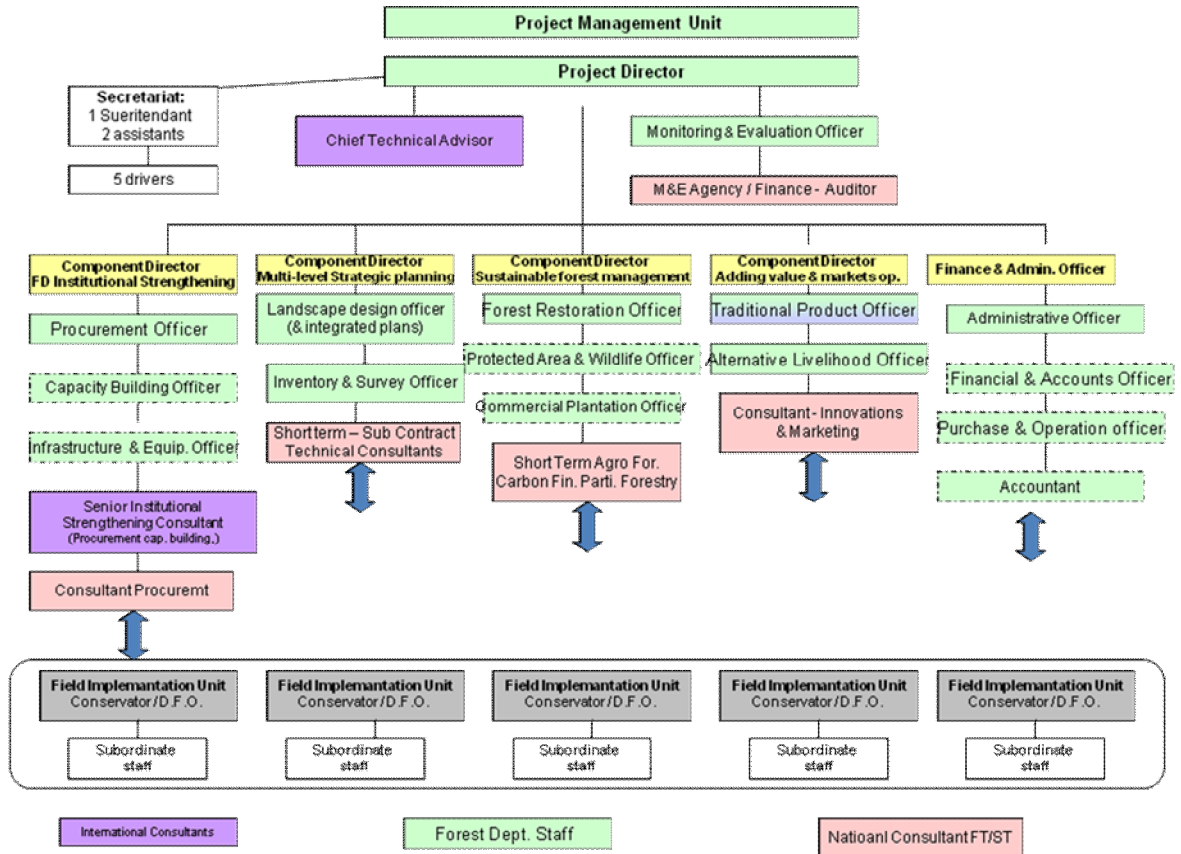 Project Management Unit
Project Director
Secretariat:
1 Sueritendant
2 assistants
5 drivers
Chief Technical Advisor
Monitoring & Evaluation Officer
M&E Agency / Finance - Auditor
Component Director
FD Institutional Strengthening
Procurement Officer
Capacity Building Officer
Infrastructure & Equip. Officer
Senior Institutional
Strengthening Consultant
(Procurement cap. building,)
Consultant Procuremt
Component Director
Multi-level Strategic planning
Landscape design officer
(& integrated plans)
Inventory & Survey Officer
Short term – Sub Contract
Technical Consultants
Component Director
Sustainable forest management
Forest Restoration Officer
Protected Area & Wildlife Officer
Commercial Plantation Officer
Short Term Agro For.
Carbon Fin. Parti. Forestry
Component Director
Adding value & markets op.
Traditional Product Officer
Alternative Livelihood Officer
Consultant - Innovations
& Marketing
Finance & Admin. Officer
Administrative Officer
Financial & Accounts Officer
Purchase & Operation officer
Accountant
Field Implemantation Unit
Conservator / D.F.O.
Subordinate
staff
Field Implemantation Unit
Conservator / D.F.O.
Subordinate
staff
Field Implemantation Unit
Conservator / D.F.O.
Subordinate
staff
Field Implemantation Unit
Conservator / D.F.O.
Subordinate
staff
Field Implemantation Unit
Conservator / D.F.O.
Subordinate
staff
International Consultants
Forest Dept. Staff
Natioanl Consultant FT/ST